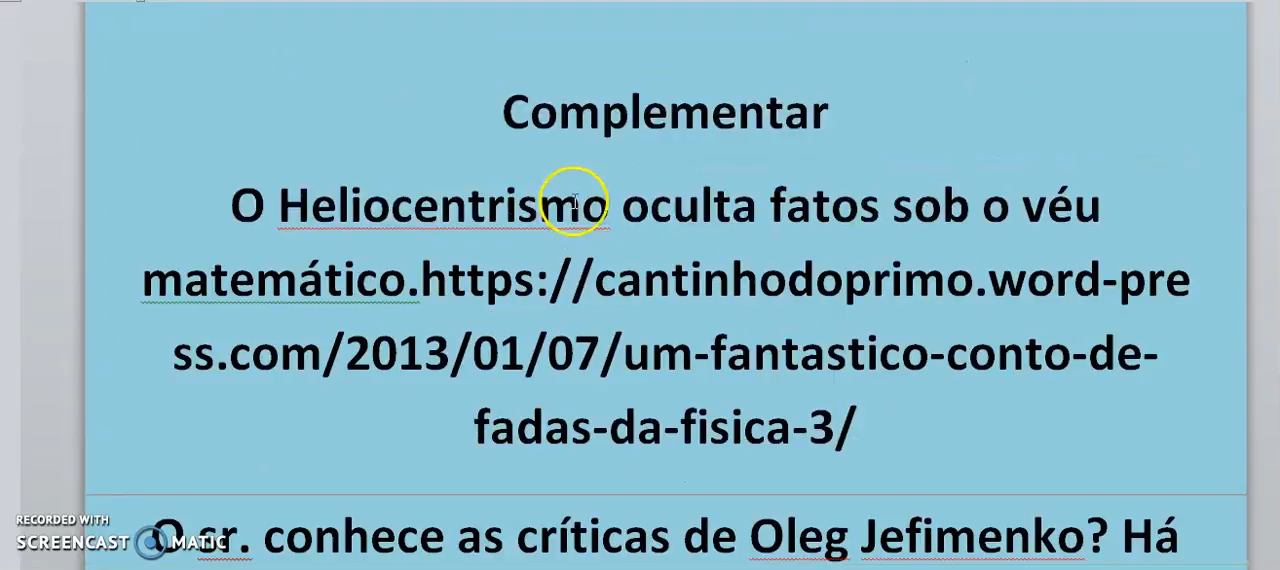 Complementar
O Heliocentrismo oculta fatos sob o véu
matemático.https://cantinhodoprimo.word-pre
ss.com/2013/01/07/um-fantastico-conto-de-
fadas-da-fisica-3/
O sr. conhece as críticas de Oleg Jefimenko? Há
RECORDED WITH
SCREENCAST MATIC